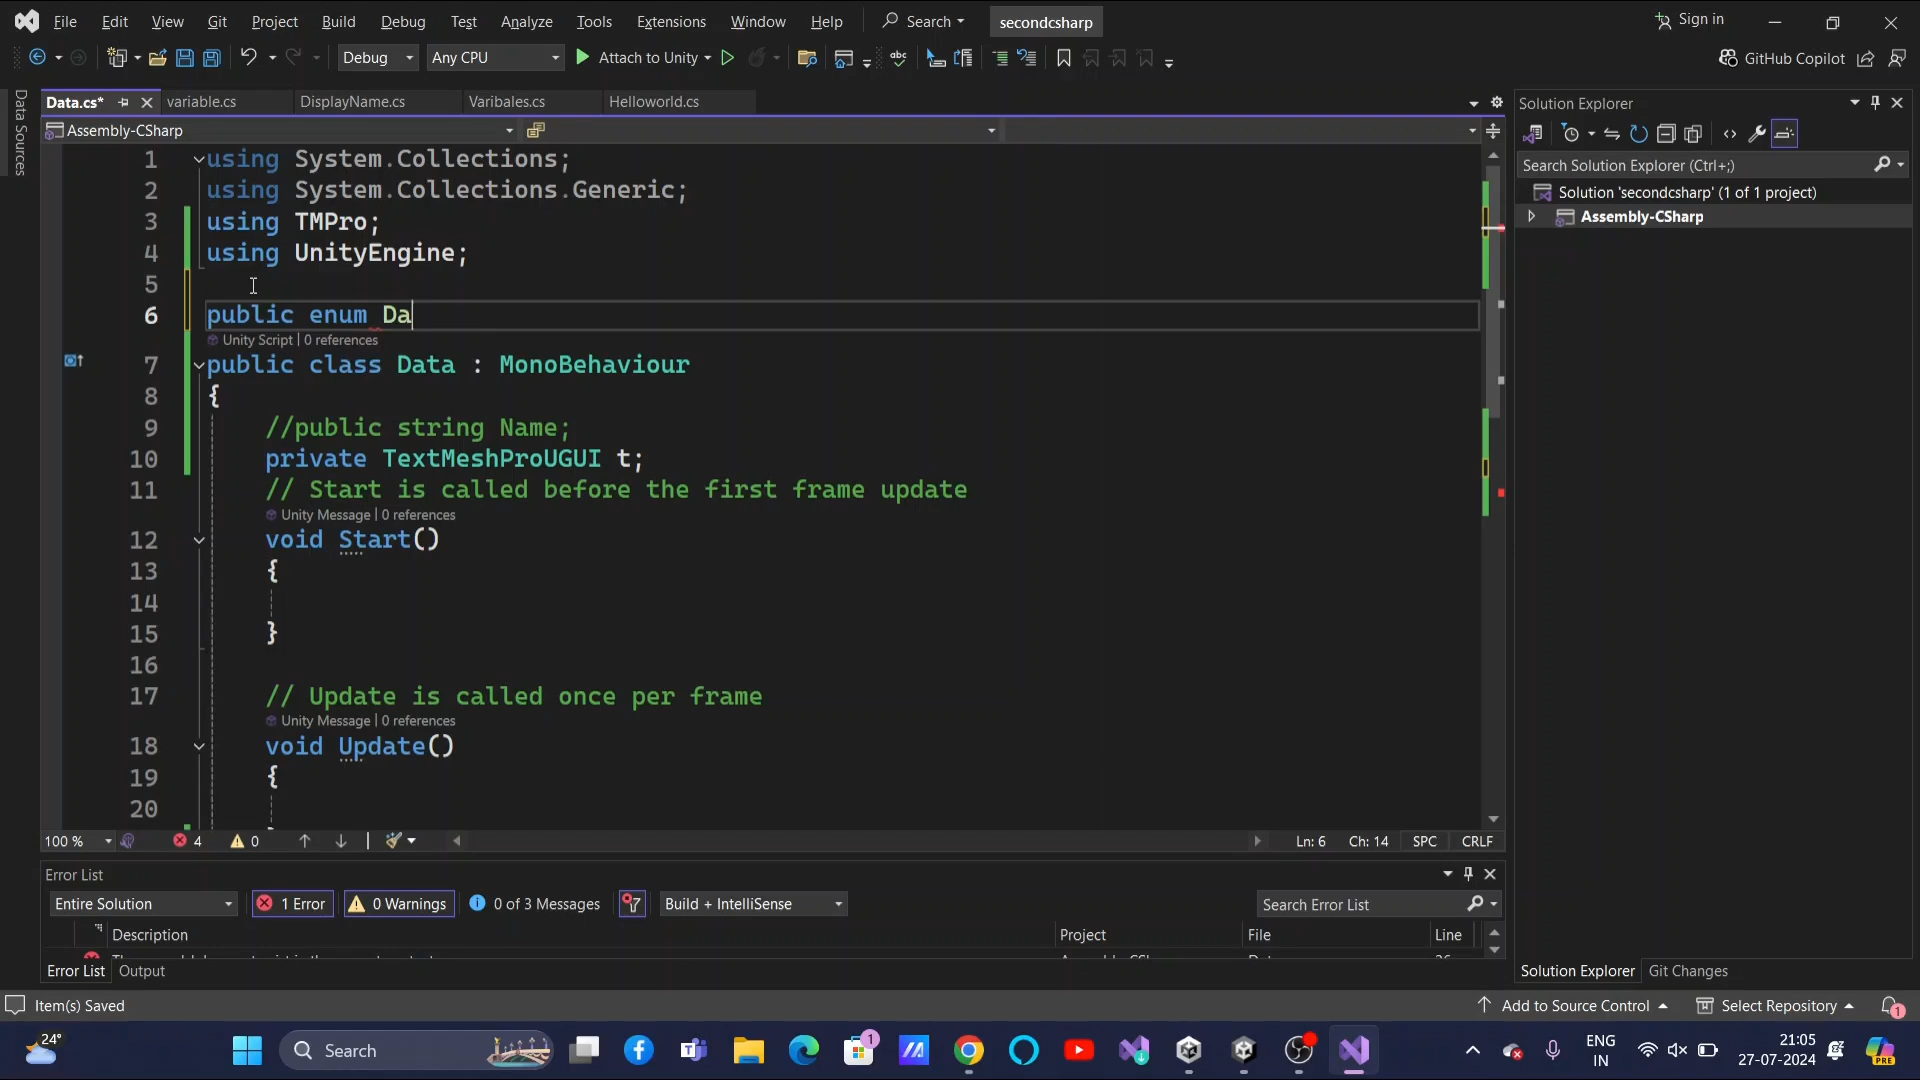 File Edit View Git Project Build Debug Test Analyze Tools Extensions Window Help Search secondcsharp Sign in
Debug Any CPU Attach to Unity GitHub Copilot
Data Sources
Data.cs* variable.cs DisplayName.cs Varibales.cs Helloworld.cs
Assembly-CSharp
1 using System.Collections;
2 using System.Collections.Generic;
3 using TMPro;
4 using UnityEngine;
5
6 public enum Da
Unity Script | 0 references
7 public class Data : MonoBehaviour
8 {
9 //public string Name;
10 private TextMeshProUGUI t;
11 // Start is called before the first frame update
Unity Message | 0 references
12 void Start()
13 {
14
15 }
16
17 // Update is called once per frame
Unity Message | 0 references
18 void Update()
19 {
20
100 % 4 0 Ln: 6 Ch: 14 SPC CRLF
Error List
Entire Solution 1 Error 0 Warnings 0 of 3 Messages Build + IntelliSense Search Error List
Description Project File Line
Error List Output
Solution Explorer
Search Solution Explorer (Ctrl+;)
Solution 'secondcsharp' (1 of 1 project)
Assembly-CSharp
Solution Explorer Git Changes
Item(s) Saved Add to Source Control Select Repository 1
24° Search 1 ENG IN 21:05 27-07-2024 PRE